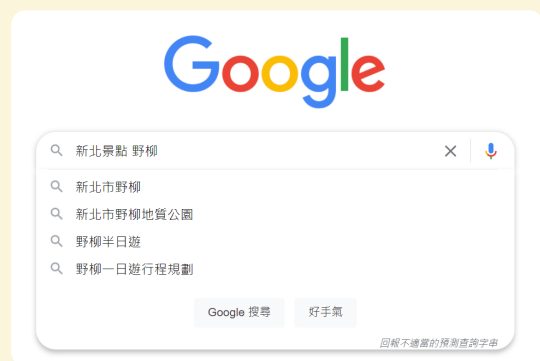 Google
新北景點 野柳
新北市野柳
新北市野柳地質公園
野柳半日遊
野柳一日遊行程規劃
Google 搜尋 好手氣
回報不適當的預測查詢字串